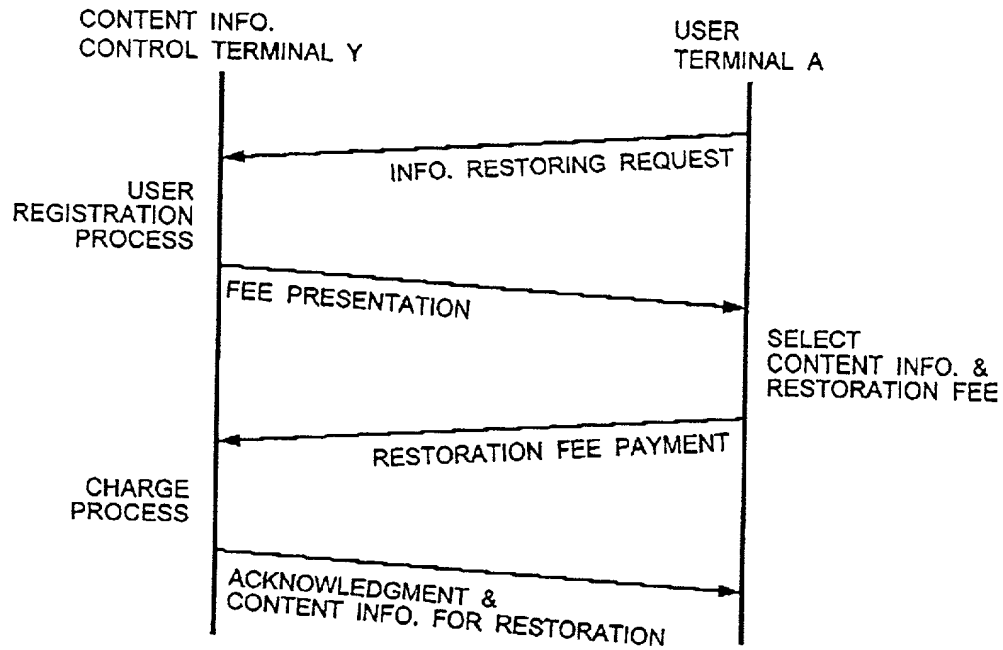 CONTENT INFO.
CONTROL TERMINAL Y
USER
TERMINAL A
INFO. RESTORING REQUEST
USER
REGISTRATION
PROCESS
FEE PRESENTATION
SELECT
CONTENT INFO. &
RESTORATION FEE
RESTORATION FEE PAYMENT
CHARGE
PROCESS
ACKNOWLEDGMENT &
CONTENT INFO. FOR RESTORATION